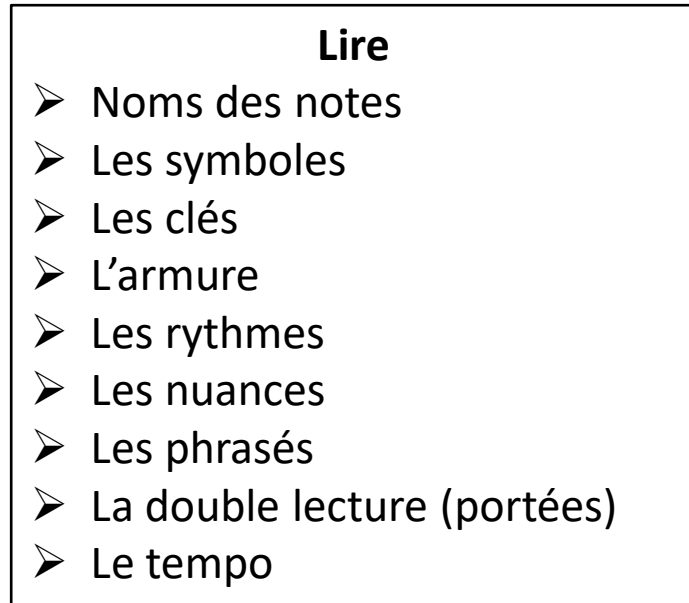 Lire
➢ Noms des notes
➢ Les symboles
➢ Les clés
➢ L’armure
➢ Les rythmes
➢ Les nuances
➢ Les phrasés
➢ La double lecture (portées)
➢ Le tempo